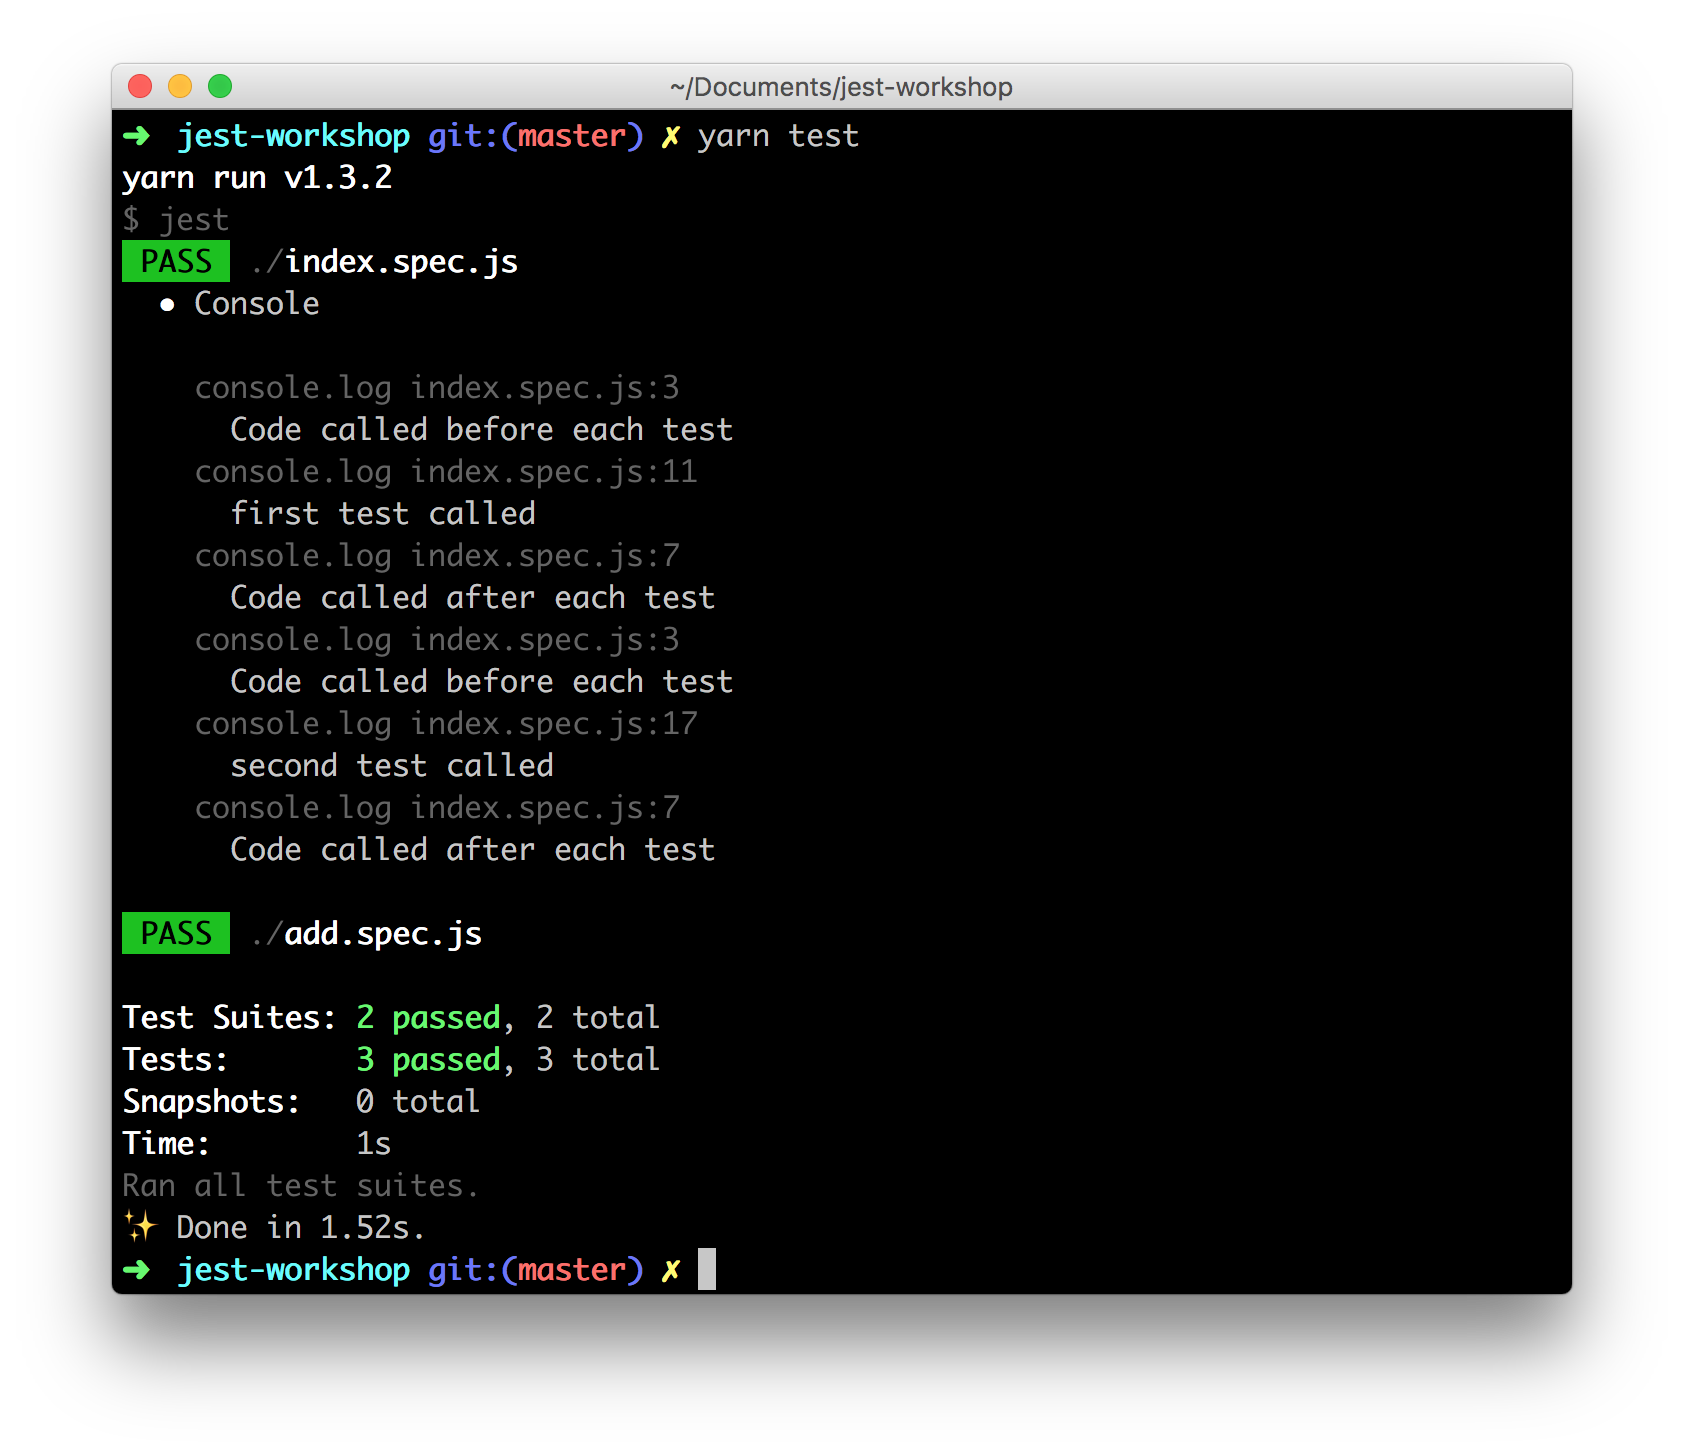 ~/Documents/jest-workshop
➜ jest-workshop git:(master) ✗ yarn test
yarn run v1.3.2
$ jest
PASS ./index.spec.js
● Console
console.log index.spec.js:3
Code called before each test
console.log index.spec.js:11
first test called
console.log index.spec.js:7
Code called after each test
console.log index.spec.js:3
Code called before each test
console.log index.spec.js:17
second test called
console.log index.spec.js:7
Code called after each test
PASS ./add.spec.js
Test Suites: 2 passed, 2 total
Tests: 3 passed, 3 total
Snapshots: 0 total
Time: 1s
Ran all test suites.
✨ Done in 1.52s.
➜ jest-workshop git:(master) ✗